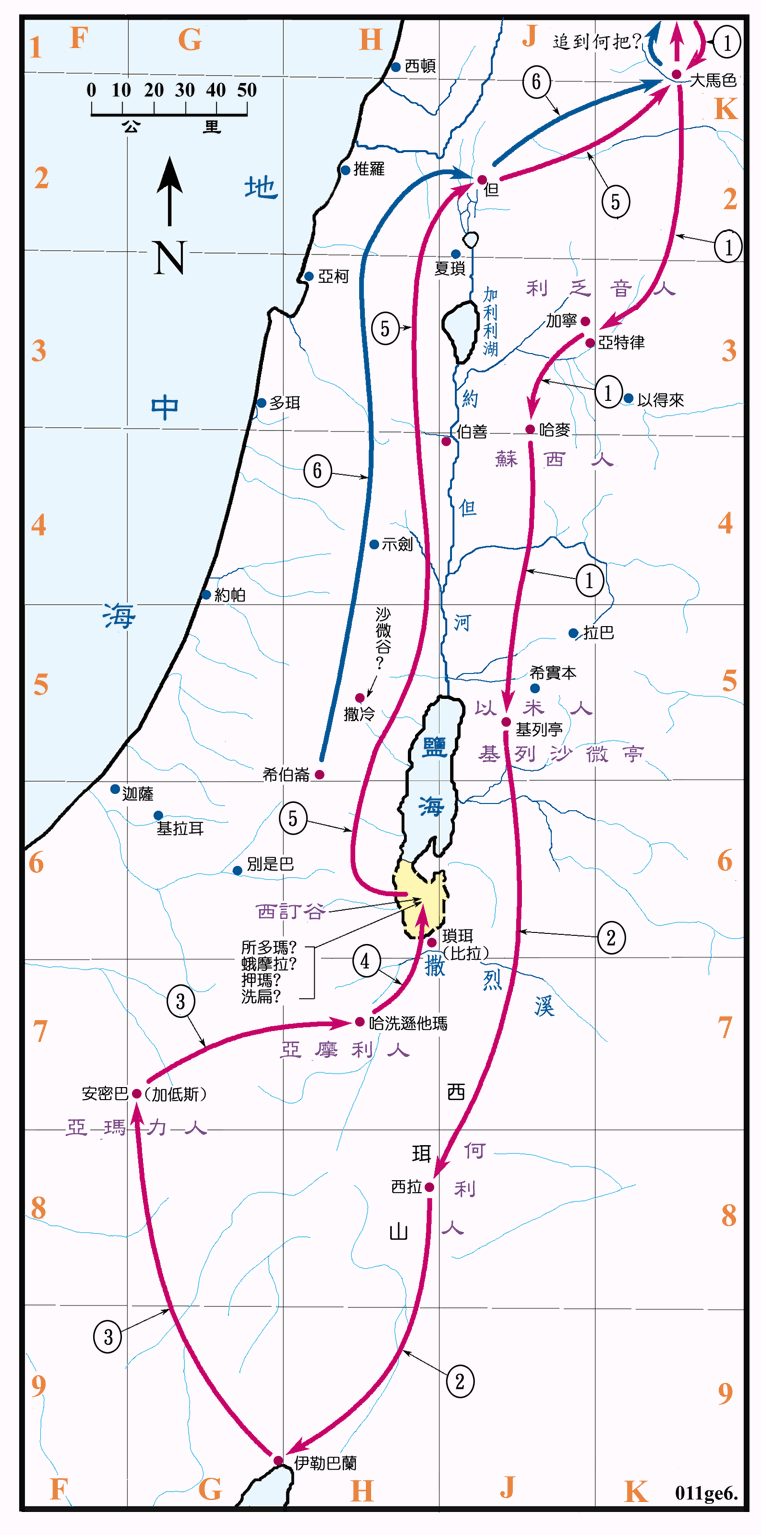 F
G
H
J
1
追到何把?
1
西頓
大馬色
0 10 20 30 40 50
公 里
6
K
地
2
推羅
但
5
2
N
1
夏瑣
亞柯
利乏音人
加利利湖
加寧
5
亞特律
3
3
1
以得來
中
多珥
約
哈麥
伯善
蘇西人
6
但
4
4
示劍
1
約帕
海
沙微谷?
河
拉巴
5
希實本
5
撒冷
以米人
基列亭
鹽
基列沙微亭
希伯崙
迦薩
海
5
基拉耳
6
別是巴
6
西訂谷
2
所多瑪?
蛾摩拉?
押瑪?
洗扁?
瑣珥
(比拉)
4
撒
烈
溪
3
7
哈洗遜他瑪
7
亞摩利人
安密巴 (加低斯)
西
亞瑪力人
珥
何
西拉
利
8
山
人
8
3
2
9
9
伊勒巴蘭
F
G
H
J
K
011ge6.